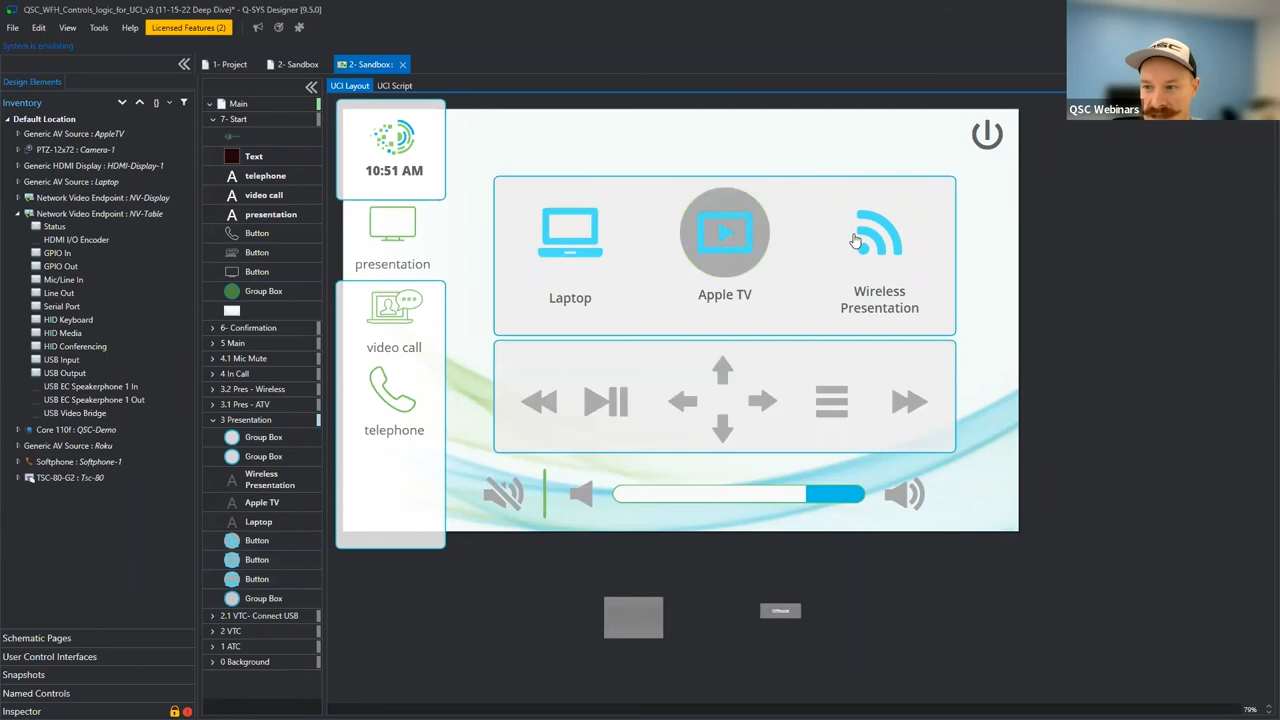 QSC_WFH_Controls_logic_for_UCI_v3 (11-15-22 Deep Dive)* - Q-SYS Designer [9.5.0]
File Edit View Tools Help Licensed Features (2)
System is emulating
1- Project 2- Sandbox 2- Sandbox:
Design Elements
UCI Layout UCI Script
Inventory
Default Location
Generic AV Source : AppleTV
PTZ-12x72 : Camera-1
Generic HDMI Display : HDMI-Display-1
Generic AV Source : Laptop
Network Video Endpoint : NV-Display
Network Video Endpoint : NV-Table
Status
HDMI I/O Encoder
GPIO In
GPIO Out
Mic/Line In
Line Out
Serial Port
HID Keyboard
HID Media
HID Conferencing
USB Input
USB Output
USB EC Speakerphone 1 In
USB EC Speakerphone 1 Out
USB Video Bridge
Core 110f : QSC-Demo
Generic AV Source : Roku
Softphone : Softphone-1
TSC-80-G2 : Tsc-80
Schematic Pages
User Control Interfaces
Snapshots
Named Controls
Inspector
Main
7- Start
Text
A telephone
A video call
A presentation
Button
Button
Button
Group Box
6- Confirmation
5 Main
4.1 Mic Mute
4 In Call
3.2 Pres - Wireless
3.1 Pres - ATV
3 Presentation
Group Box
Group Box
A Wireless
Presentation
A Apple TV
A Laptop
Button
Button
Button
Group Box
2.1 VTC- Connect USB
2 VTC
1 ATC
0 Background
10:51 AM
presentation
video call
telephone
Laptop
Apple TV
Wireless
Presentation
Offhook
79%
QSC
QSC Webinars